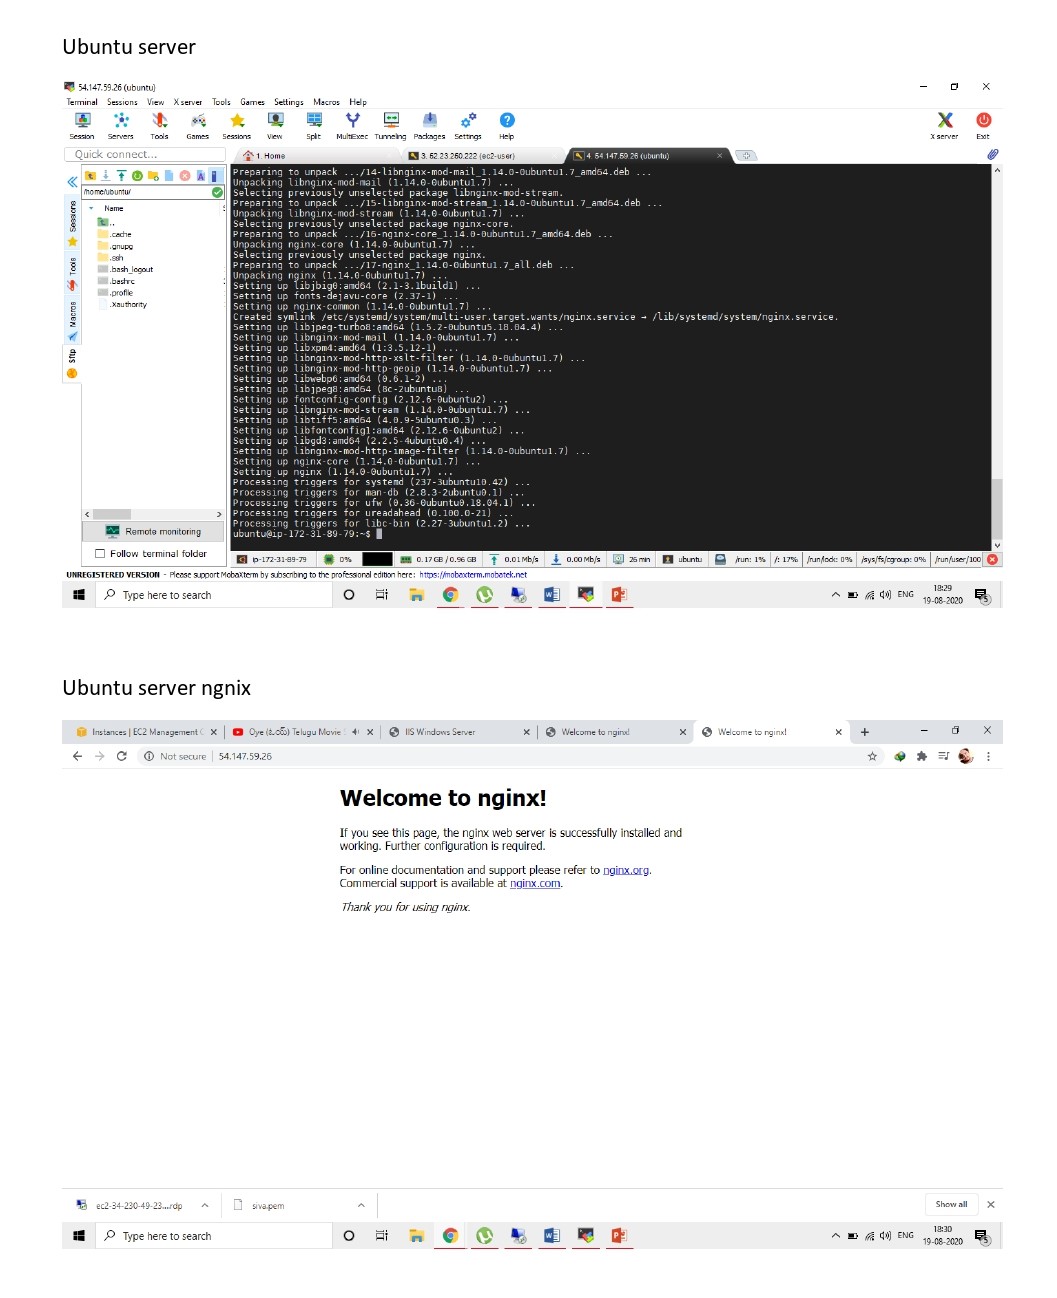 Ubuntu server
54.147.59.26 (ubuntu)
Terminal Sessions View X server Tools Games Settings Macros Help
Session Servers Tools Games Sessions View Split MultiExec Tunneling Packages Settings Help X server Exit
Quick connect...
1. Home
3. 52.23.250.222 (ec2-user)
4. 54.147.59.26 (ubuntu)
/home/ubuntu/
Name
..
.cache
.gnupg
.ssh
.bash_logout
.bashrc
.profile
.Xauthority
Sessions
Tools
Macros
Sftp
Remote monitoring
Follow terminal folder
Preparing to unpack .../14-libnginx-mod-mail_1.14.0-0ubuntu1.7_amd64.deb ...
Unpacking libnginx-mod-mail (1.14.0-0ubuntu1.7) ...
Selecting previously unselected package libnginx-mod-stream.
Preparing to unpack .../15-libnginx-mod-stream_1.14.0-0ubuntu1.7_amd64.deb ...
Unpacking libnginx-mod-stream (1.14.0-0ubuntu1.7) ...
Selecting previously unselected package nginx-core.
Preparing to unpack .../16-nginx-core_1.14.0-0ubuntu1.7_amd64.deb ...
Unpacking nginx-core (1.14.0-0ubuntu1.7) ...
Selecting previously unselected package nginx.
Preparing to unpack .../17-nginx_1.14.0-0ubuntu1.7_all.deb ...
Unpacking nginx (1.14.0-0ubuntu1.7) ...
Setting up libjbig0:amd64 (2.1-3.1build1) ...
Setting up fonts-dejavu-core (2.37-1) ...
Setting up nginx-common (1.14.0-0ubuntu1.7) ...
Created symlink /etc/systemd/system/multi-user.target.wants/nginx.service → /lib/systemd/system/nginx.service.
Setting up libjpeg-turbo8:amd64 (1.5.2-0ubuntu5.18.04.4) ...
Setting up libnginx-mod-mail (1.14.0-0ubuntu1.7) ...
Setting up libxpm4:amd64 (1:3.5.12-1) ...
Setting up libnginx-mod-http-xslt-filter (1.14.0-0ubuntu1.7) ...
Setting up libnginx-mod-http-geoip (1.14.0-0ubuntu1.7) ...
Setting up libwebp6:amd64 (0.6.1-2) ...
Setting up libjpeg8:amd64 (8c-2ubuntu8) ...
Setting up fontconfig-config (2.12.6-0ubuntu2) ...
Setting up libnginx-mod-stream (1.14.0-0ubuntu1.7) ...
Setting up libtiff5:amd64 (4.0.9-5ubuntu0.3) ...
Setting up libfontconfig1:amd64 (2.12.6-0ubuntu2) ...
Setting up libgd3:amd64 (2.2.5-4ubuntu0.4) ...
Setting up libnginx-mod-http-image-filter (1.14.0-0ubuntu1.7) ...
Setting up nginx-core (1.14.0-0ubuntu1.7) ...
Setting up nginx (1.14.0-0ubuntu1.7) ...
Processing triggers for systemd (237-3ubuntu10.42) ...
Processing triggers for man-db (2.8.3-2ubuntu0.1) ...
Processing triggers for ufw (0.36-0ubuntu0.18.04.1) ...
Processing triggers for ureadahead (0.100.0-21) ...
Processing triggers for libc-bin (2.27-3ubuntu1.2) ...
ubuntu@ip-172-31-89-79:~$
ip-172-31-89-79 0% 0.17 GB / 0.96 GB 0.01 Mb/s 0.00 Mb/s 26 min ubuntu /run: 1% /: 17% /run/lock: 0% /sys/fs/cgroup: 0% /run/user/100
UNREGISTERED VERSION - Please support MobaXterm by subscribing to the professional edition here: https://mobaxterm.mobatek.net
Type here to search
ENG
18:29
19-08-2020
5
Ubuntu server ngnix
Instances | EC2 Management C
Telugu Movie
IIS Windows Server
Welcome to nginx!
Welcome to nginx!
Not secure | 54.147.59.26
Welcome to nginx!
If you see this page, the nginx web server is successfully installed and
working. Further configuration is required.
For online documentation and support please refer to nginx.org.
Commercial support is available at nginx.com.
Thank you for using nginx.
ec2-34-230-49-23....rdp
siva.pem
Show all
Type here to search
ENG
18:30
19-08-2020
5